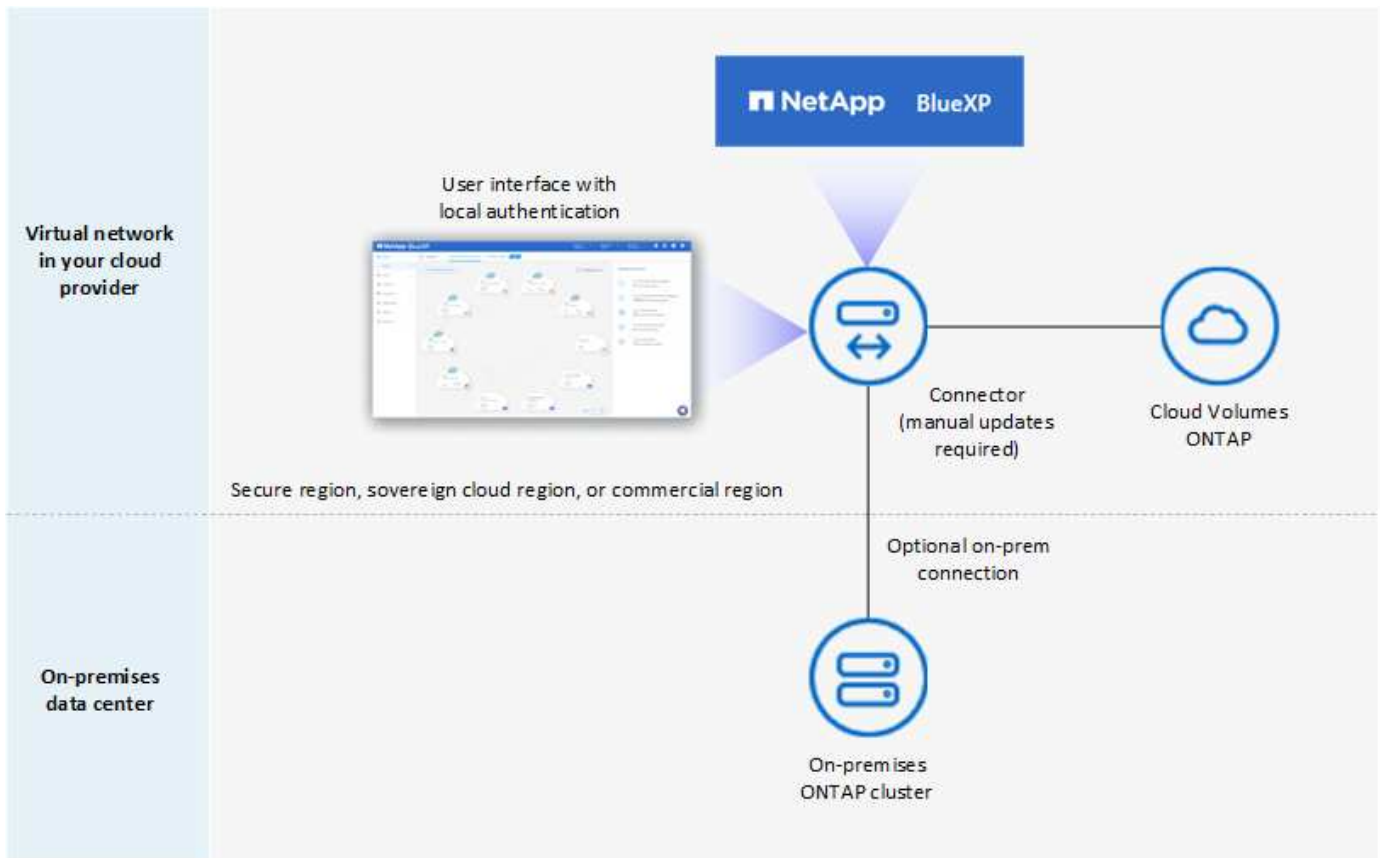 NetApp BlueXP
User interface with
local authentication
Virtual network
in your cloud
provider
Connector
(manual updates
required)
Cloud Volumes
ONTAP
Secure region, sovereign cloud region, or commercial region
Optional on-prem
connection
On-premises
data center
On-premises
ONTAP cluster